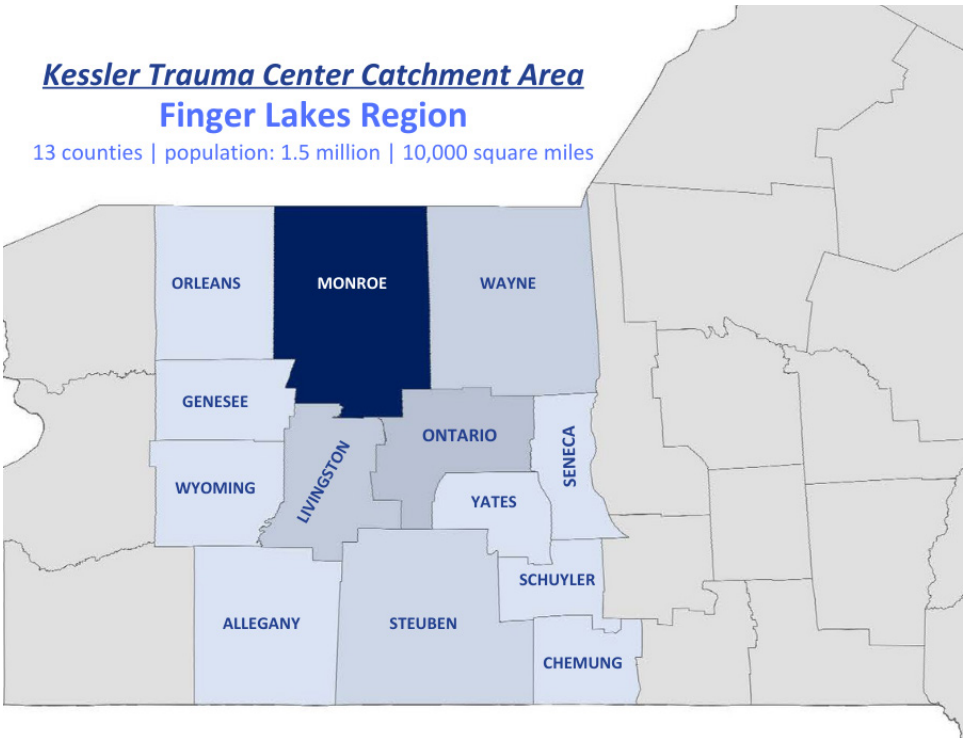 Kessler Trauma Center Catchment Area
Finger Lakes Region
13 counties | population: 1.5 million | 10,000 square miles
ORLEANS
MONROE
WAYNE
GENESEE
ONTARIO
SENECA
LIVINGSTON
WYOMING
YATES
SCHUYLER
ALLEGANY
STEUBEN
CHEMUNG